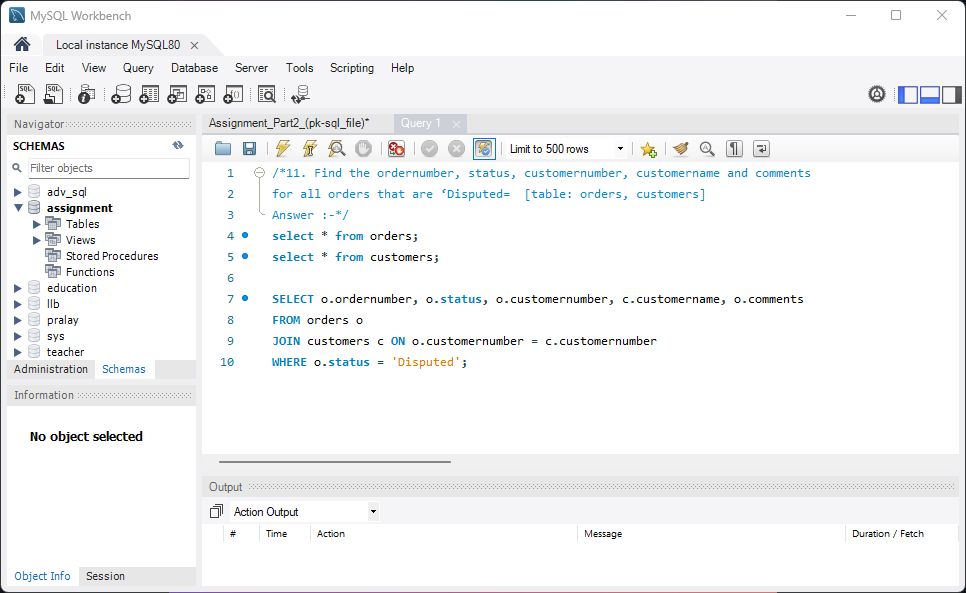 MySQL Workbench
Local instance MySQL80
File Edit View Query Database Server Tools Scripting Help
Navigator
SCHEMAS
Filter objects
adv_sql
assignment
Tables
Views
Stored Procedures
Functions
education
llb
pralay
sys
teacher
Administration Schemas
Information
No object selected
Object Info Session
Assignment_Part2_(pk-sql_file)* Query 1
Limit to 500 rows
1 /*11. Find the ordernumber, status, customernumber, customername and comments
2 for all orders that are ‘Disputed=  [table: orders, customers]
3 Answer :-*/
4 select * from orders;
5 select * from customers;
6
7 SELECT o.ordernumber, o.status, o.customernumber, c.customername, o.comments
8 FROM orders o
9 JOIN customers c ON o.customernumber = c.customernumber
10 WHERE o.status = 'Disputed';
Output
Action Output
# Time Action Message Duration / Fetch